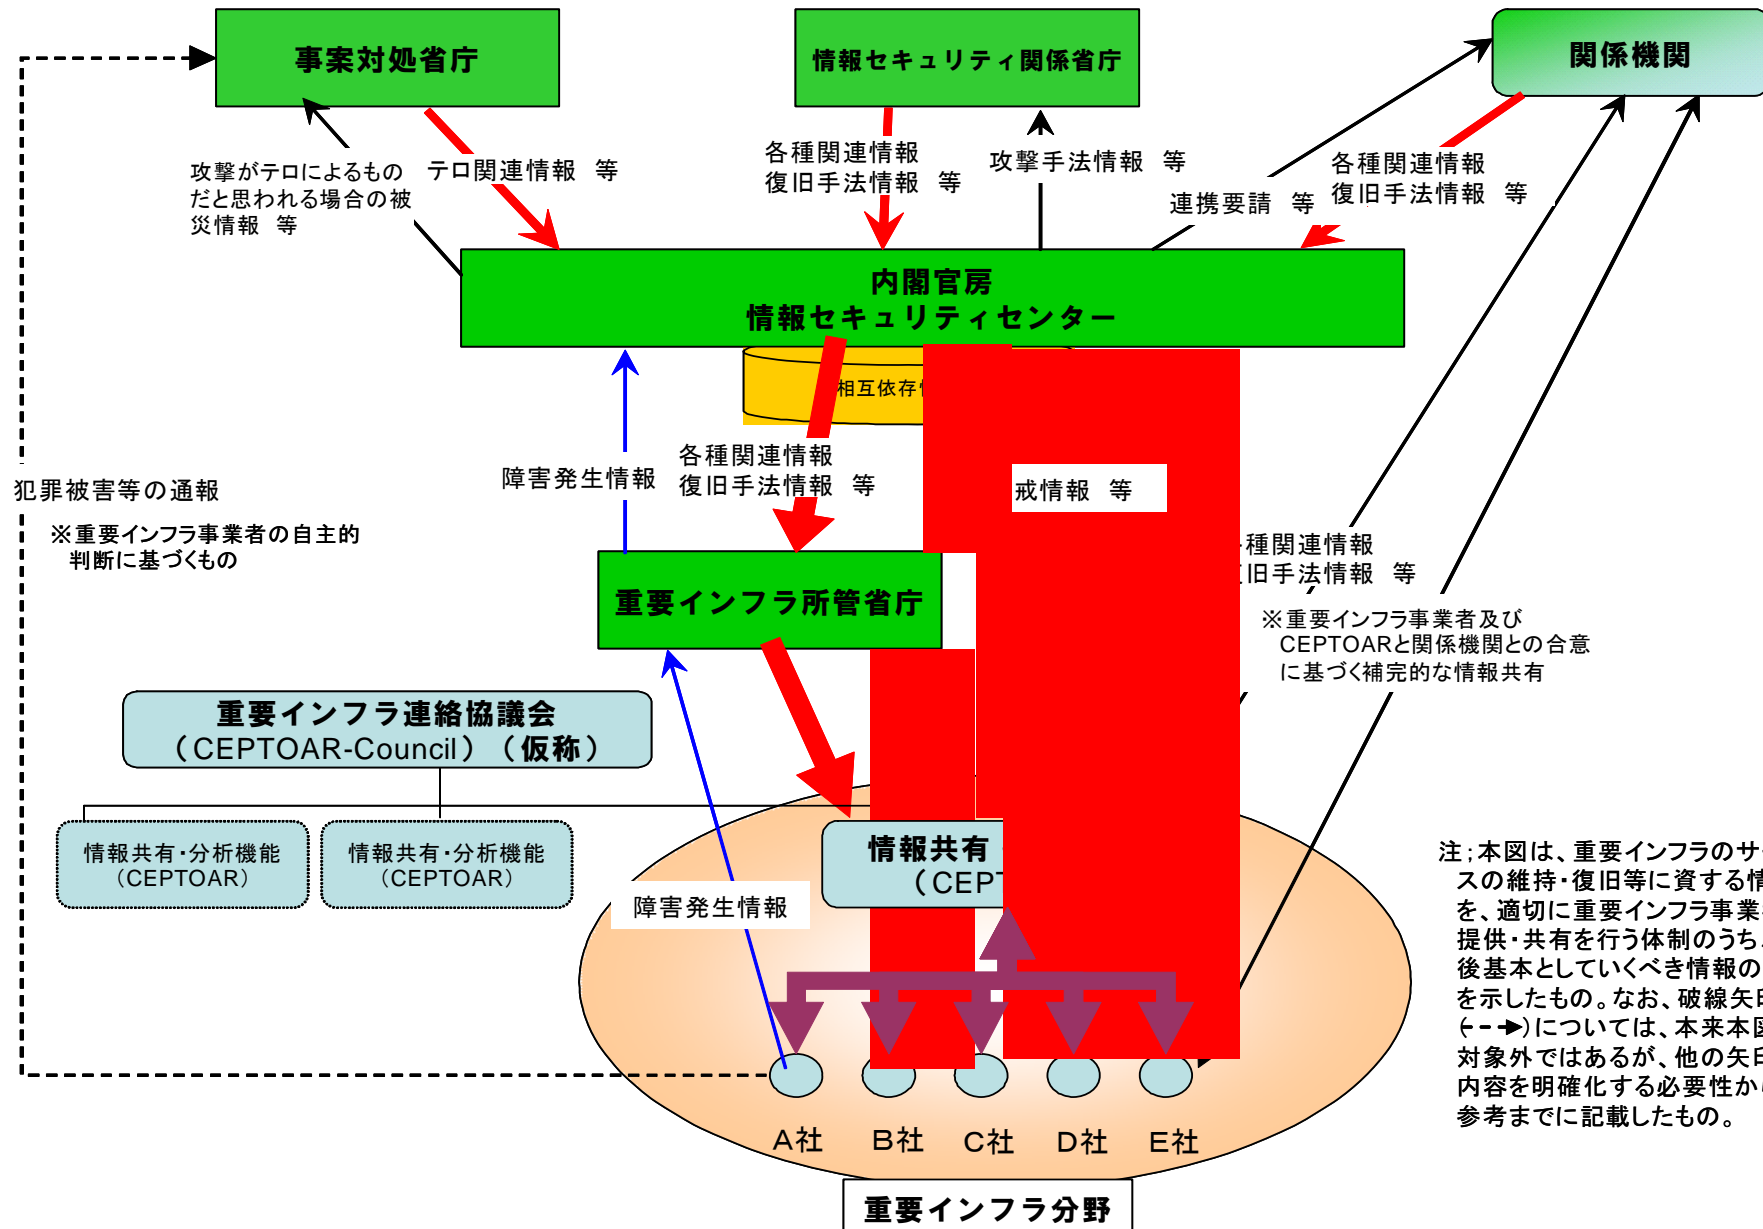 事案対処省庁
情報セキュリティ関係省庁
関係機関
攻撃がテロによるもの
だと思われる場合の被
災情報 等
テロ関連情報 等
各種関連情報
復旧手法情報 等
攻撃手法情報 等
連携要請 等
各種関連情報
復旧手法情報 等
内閣官房
情報セキュリティセンター
相互依存
障害発生情報
各種関連情報
復旧手法情報 等
戒情報 等
犯罪被害等の通報
※重要インフラ事業者の自主的
判断に基づくもの
種関連情報
旧手法情報 等
重要インフラ所管省庁
※重要インフラ事業者及び
CEPTOARと関係機関との合意
に基づく補完的な情報共有
重要インフラ連絡協議会
（CEPTOAR-Council）（仮称）
情報共有・分析機能
（CEPTOAR）
情報共有・分析機能
（CEPTOAR）
情報共有
（CEPT
障害発生情報
注；本図は、重要インフラのサ
スの維持・復旧等に資する情
を、適切に重要インフラ事業
提供・共有を行う体制のうち、
後基本としていくべき情報の
を示したもの。なお、破線矢印
(- - →)については、本来本図
対象外ではあるが、他の矢印
内容を明確化する必要性から
参考までに記載したもの。
A社
B社
C社
D社
E社
重要インフラ分野